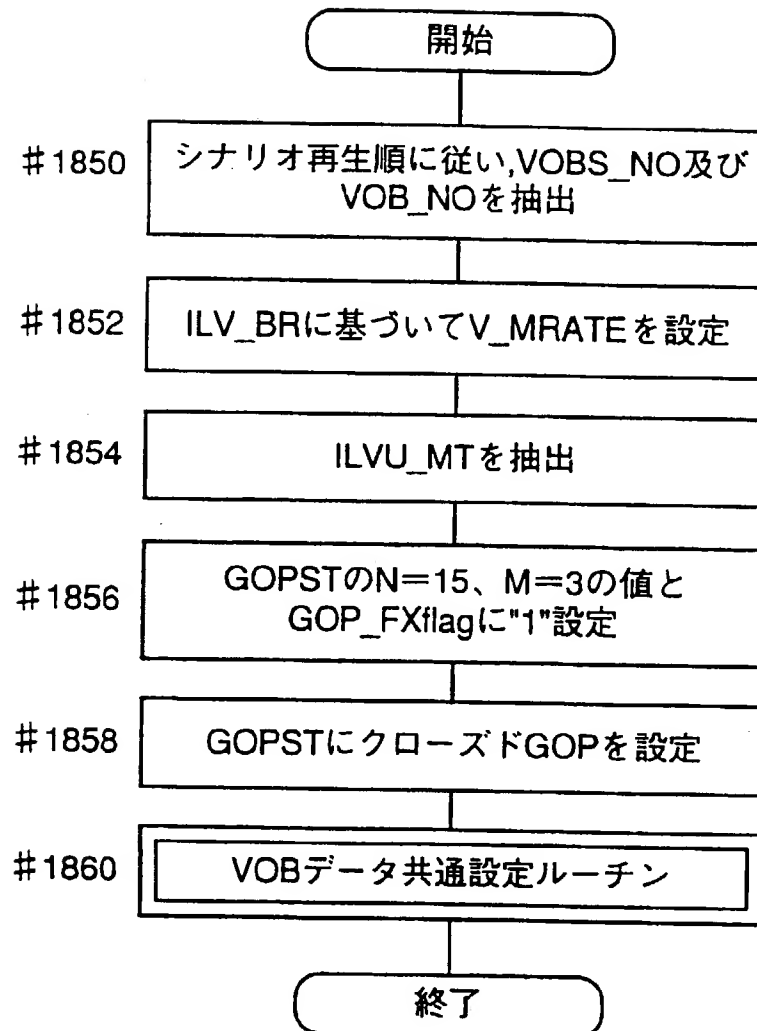 開始
#1850
シナリオ再生順に従い,VOBS_NO及び
VOB_NOを抽出
#1852
ILV_BRに基づいてV_MRATEを設定
#1854
ILVU_MTを抽出
#1856
GOPSTのN=15、M=3の値と
GOP_FXflagに"1"設定
#1858
GOPSTにクローズドGOPを設定
#1860
VOBデータ共通設定ルーチン
終了